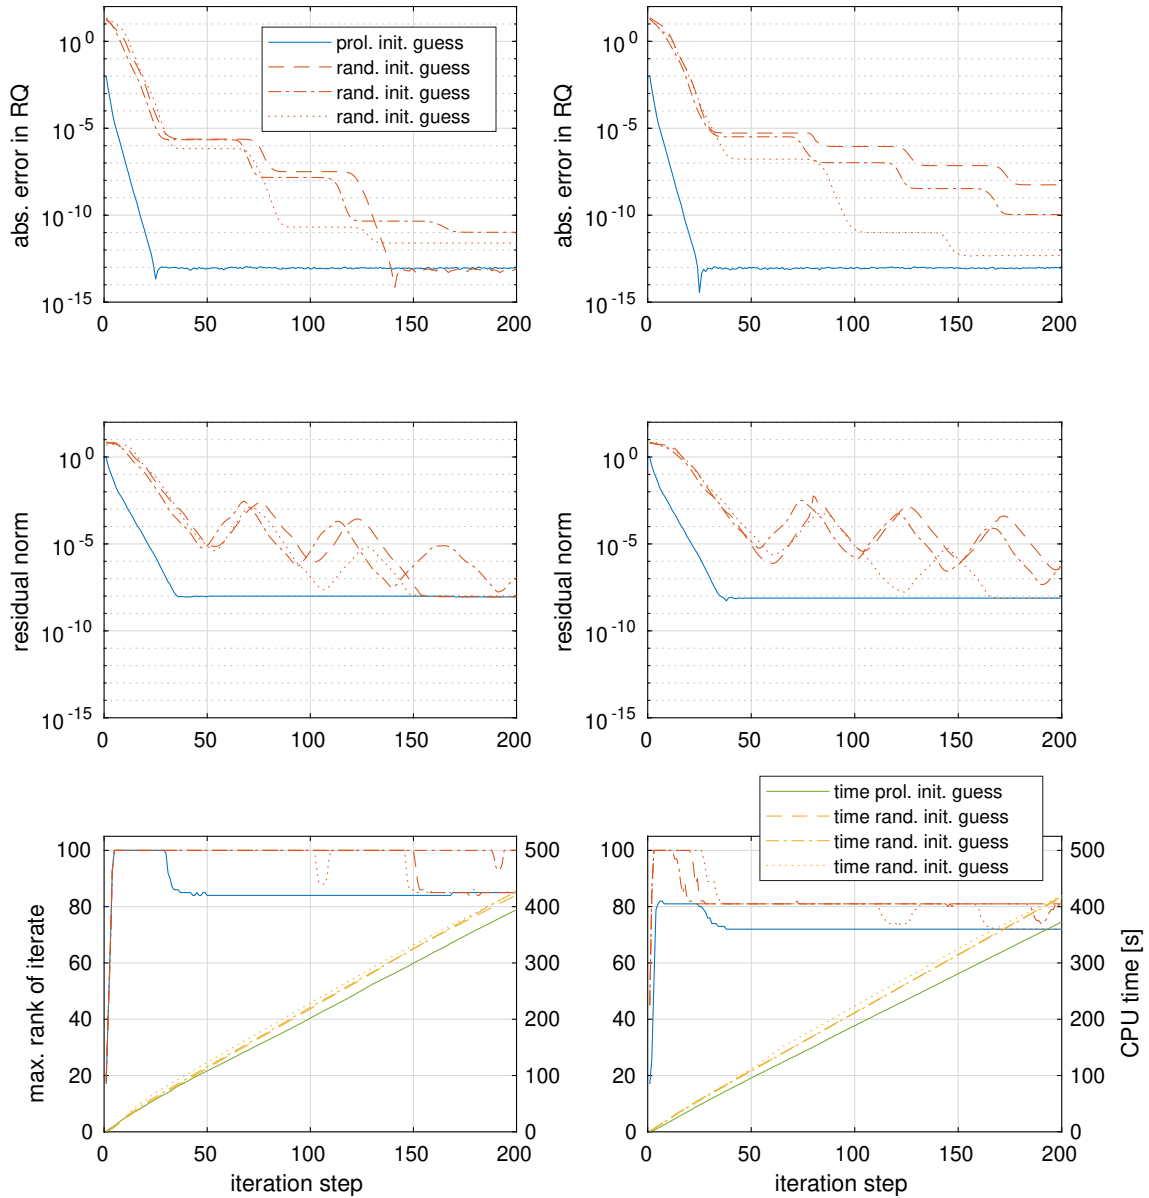 abs. error in RQ
10^0
10^-5
10^-10
10^-15
0 50 100 150 200
prol. init. guess
rand. init. guess
rand. init. guess
rand. init. guess
abs. error in RQ
10^0
10^-5
10^-10
10^-15
0 50 100 150 200
residual norm
10^0
10^-5
10^-10
10^-15
0 50 100 150 200
residual norm
10^0
10^-5
10^-10
10^-15
0 50 100 150 200
max. rank of iterate
100
80
60
40
20
0
500
400
300
200
100
0
0 50 100 150 200
iteration step
time prol. init. guess
time rand. init. guess
time rand. init. guess
time rand. init. guess
100
80
60
40
20
0
500
400
300
200
100
0
CPU time [s]
0 50 100 150 200
iteration step